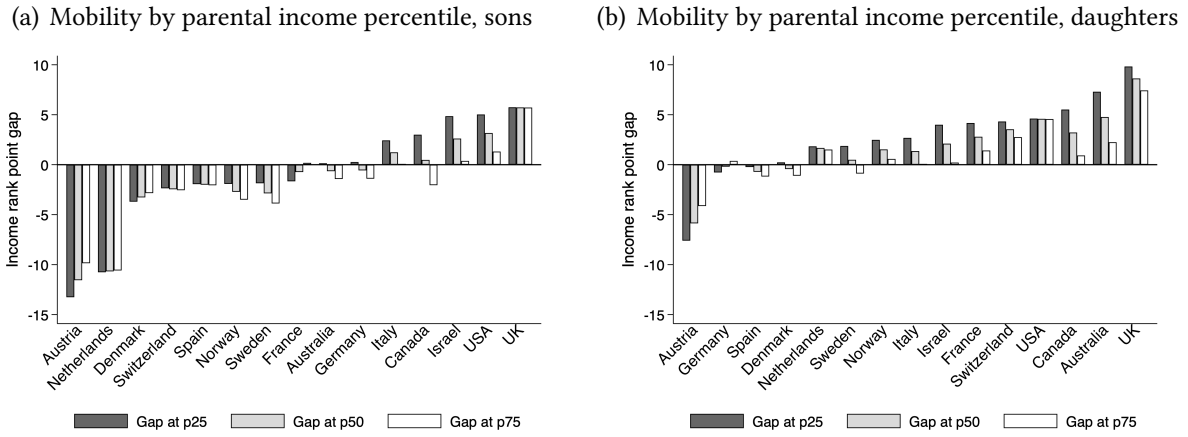 (a) Mobility by parental income percentile, sons
10
5
0
-5
-10
-15
Income rank point gap
Austria
Netherlands
Denmark
Switzerland
Spain
Norway
Sweden
France
Australia
Germany
Italy
Canada
Israel
USA
UK
Gap at p25 Gap at p50 Gap at p75
(b) Mobility by parental income percentile, daughters
10
5
0
-5
-10
-15
Income rank point gap
Austria
Germany
Spain
Denmark
Netherlands
Sweden
Norway
Italy
Israel
France
Switzerland
USA
Canada
Australia
UK
Gap at p25 Gap at p50 Gap at p75